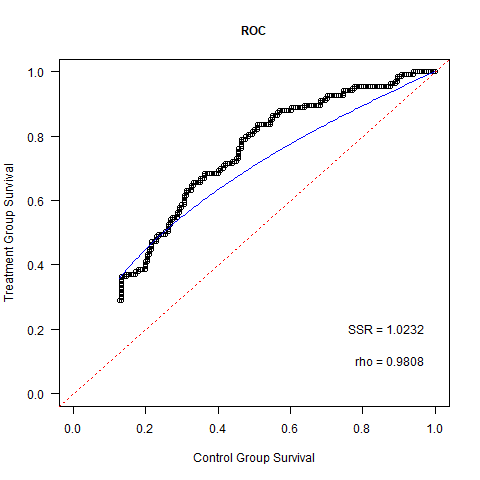 ROC
Treatment Group Survival
1.0
0.8
0.6
0.4
0.2
0.0
SSR = 1.0232
rho = 0.9808
0.0 0.2 0.4 0.6 0.8 1.0
Control Group Survival